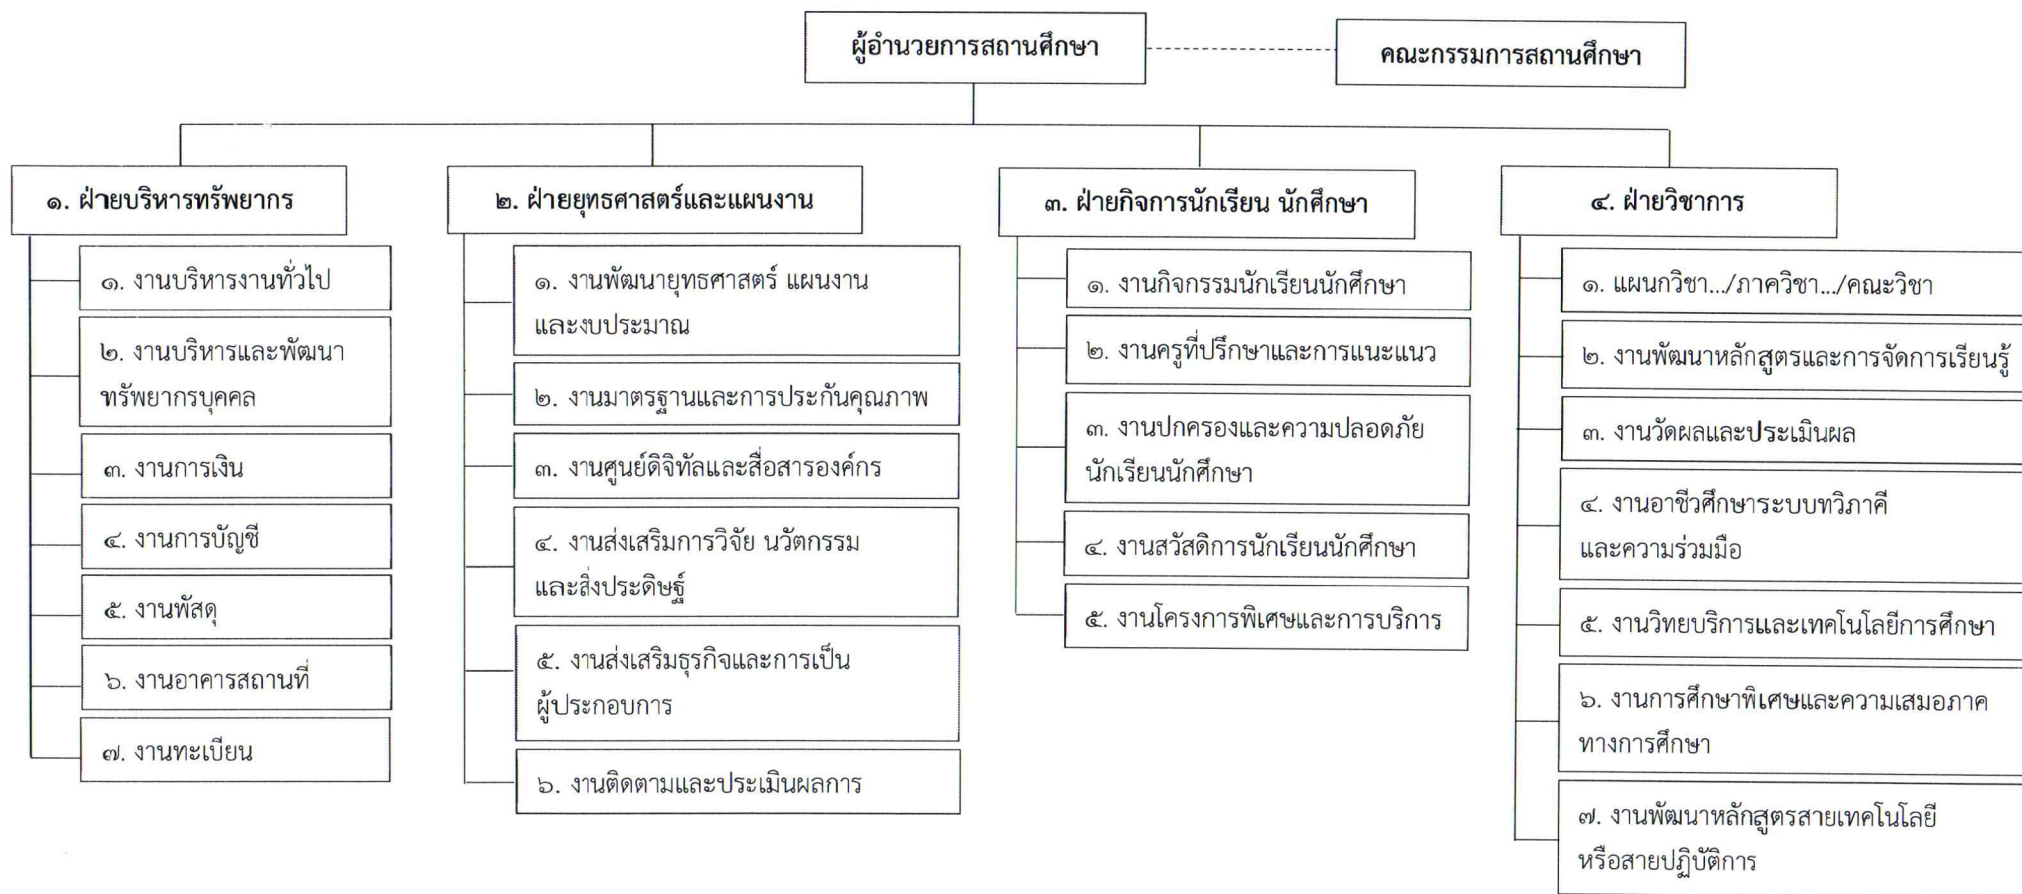 ผู้อำนวยการสถานศึกษา
คณะกรรมการสถานศึกษา
๑. ฝ่ายบริหารทรัพยากร
๑. งานบริหารงานทั่วไป
๒. งานบริหารและพัฒนา
ทรัพยากรบุคคล
๓. งานการเงิน
๔. งานการบัญชี
๕. งานพัสดุ
๖. งานอาคารสถานที่
๗. งานทะเบียน
๒. ฝ่ายยุทธศาสตร์และแผนงาน
๑. งานพัฒนายุทธศาสตร์ แผนงาน
และงบประมาณ
๒. งานมาตรฐานและการประกันคุณภาพ
๓. งานศูนย์ดิจิทัลและสื่อสารองค์กร
๔. งานส่งเสริมการวิจัย นวัตกรรม
และสิ่งประดิษฐ์
๕. งานส่งเสริมธุรกิจและการเป็น
ผู้ประกอบการ
๖. งานติดตามและประเมินผลการ
๓. ฝ่ายกิจการนักเรียน นักศึกษา
๑. งานกิจกรรมนักเรียนนักศึกษา
๒. งานครูที่ปรึกษาและการแนะแนว
๓. งานปกครองและความปลอดภัย
นักเรียนนักศึกษา
๔. งานสวัสดิการนักเรียนนักศึกษา
๕. งานโครงการพิเศษและการบริการ
๔. ฝ่ายวิชาการ
๑. แผนกวิชา.../ภาควิชา.../คณะวิชา
๒. งานพัฒนาหลักสูตรและการจัดการเรียนรู้
๓. งานวัดผลและประเมินผล
๔. งานอาชีวศึกษาระบบทวิภาคี
และความร่วมมือ
๕. งานวิทยบริการและเทคโนโลยีการศึกษา
๖. งานการศึกษาพิเศษและความเสมอภาค
ทางการศึกษา
๗. งานพัฒนาหลักสูตรสายเทคโนโลยี
หรือสายปฏิบัติการ